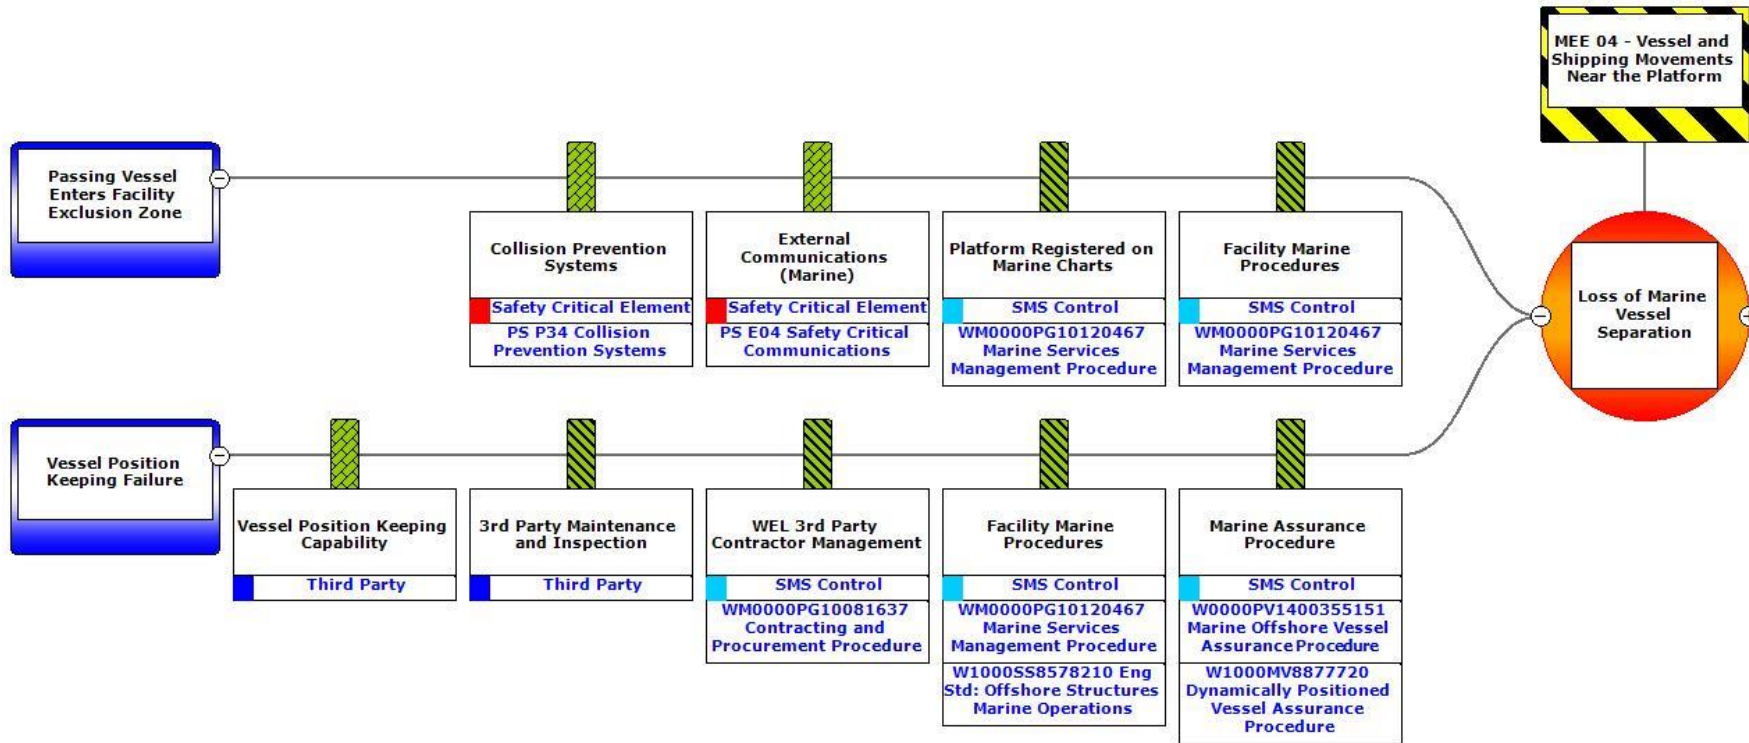 MEE 04 - Vessel and
Shipping Movements
Near the Platform
Passing Vessel
Enters Facility
Exclusion Zone
Collision Prevention
Systems
Safety Critical Element
PS P34 Collision
Prevention Systems
External
Communications
(Marine)
Safety Critical Element
PS E04 Safety Critical
Communications
Platform Registered on
Marine Charts
SMS Control
WM0000PG10120467
Marine Services
Management Procedure
Facility Marine
Procedures
SMS Control
WM0000PG10120467
Marine Services
Management Procedure
Loss of Marine
Vessel
Separation
Vessel Position
Keeping Failure
Vessel Position Keeping
Capability
Third Party
3rd Party Maintenance
and Inspection
Third Party
WEL 3rd Party
Contractor Management
SMS Control
WM0000PG10081637
Contracting and
Procurement Procedure
Facility Marine
Procedures
SMS Control
WM0000PG10120467
Marine Services
Management Procedure
W1000SS8578210 Eng
Std: Offshore Structures
Marine Operations
Marine Assurance
Procedure
SMS Control
W0000PV1400355151
Marine Offshore Vessel
Assurance Procedure
W1000MV8877720
Dynamically Positioned
Vessel Assurance
Procedure